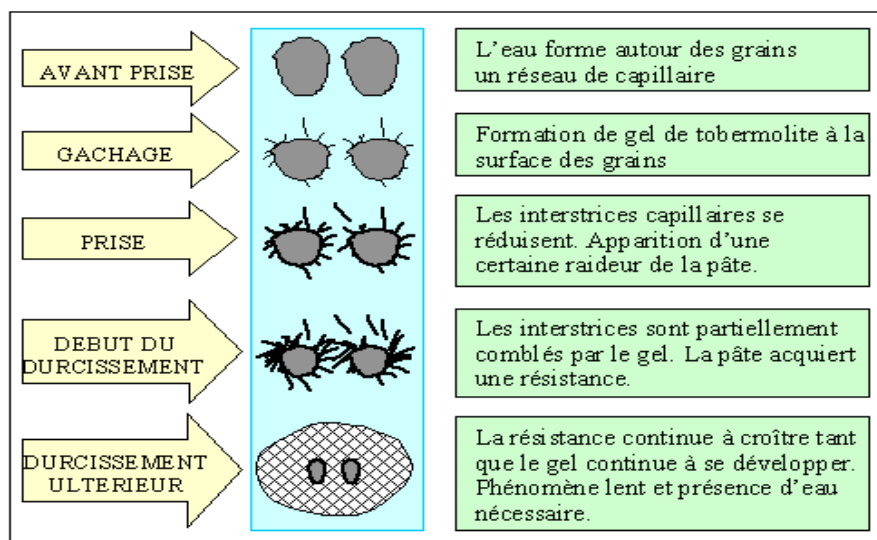 AVANT PRISE
L'eau forme autour des grains
un réseau de capillaire
GACHAGE
Formation de gel de tobermolite à la
surface des grains
PRISE
Les interstrices capillaires se
réduisent. Apparition d'une
certaine raideur de la pâte.
DEBUT DU
DURCISSEMENT
Les interstrices sont partiellement
comblés par le gel. La pâte acquiert
une résistance.
DURCISSEMENT
ULTERIEUR
La résistance continue à croître tant
que le gel continue à se développer.
Phénomène lent et présence d'eau
nécessaire.